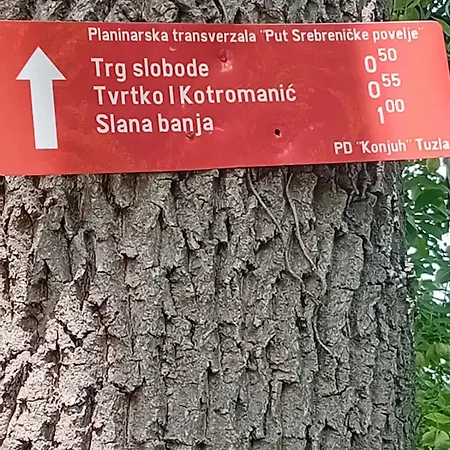 Planinarska transverzala "Put Srebreničke povelje"
Trg slobode 0 50
Tvrtko I Kotromanić 0 55
Slana banja 1 00
PD "Konjuh" Tuzla